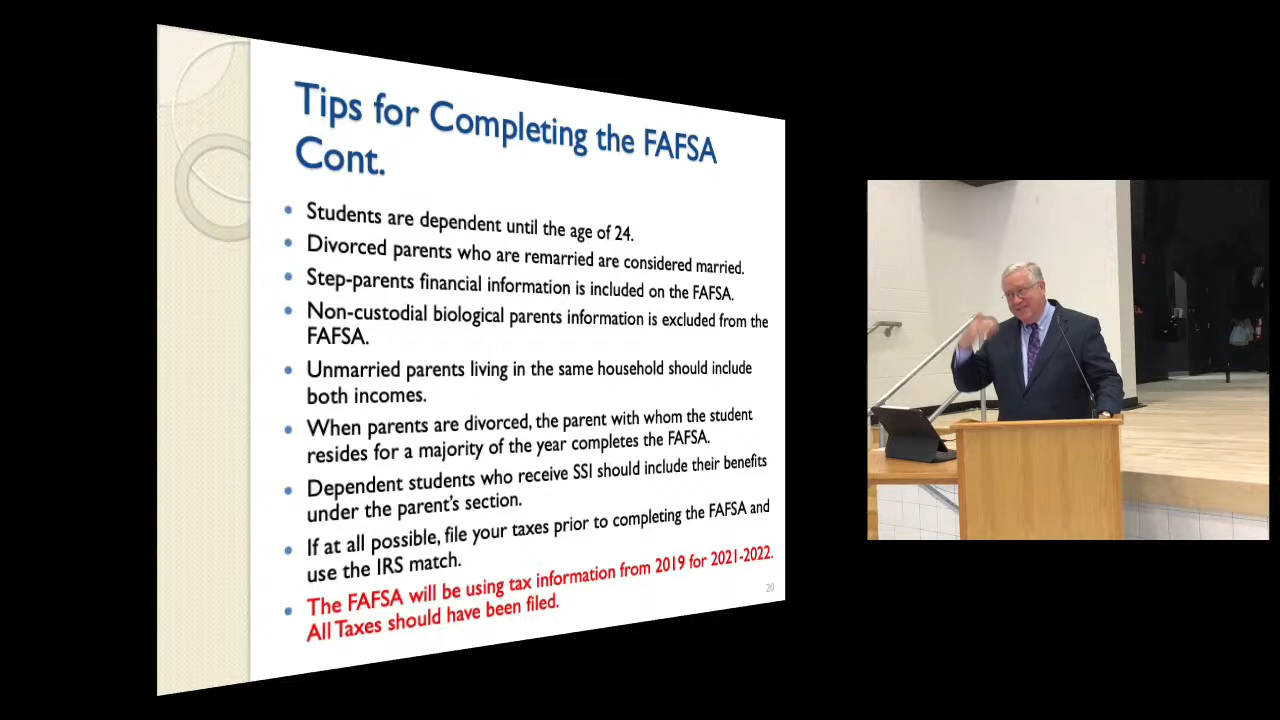 Tips for Completing the FAFSA
Cont.
Students are dependent until the age of 24.
Divorced parents who are remarried are considered married.
Step-parents financial information is included on the FAFSA.
Non-custodial biological parents information is excluded from the
FAFSA.
Unmarried parents living in the same household should include
both incomes.
When parents are divorced, the parent with whom the student
resides for a majority of the year completes the FAFSA.
Dependent students who receive SSI should include their benefits
under the parent's section.
If at all possible, file your taxes prior to completing the FAFSA and
use the IRS match.
The FAFSA will be using tax information from 2019 for 2021-2022.
All Taxes should have been filed.
20